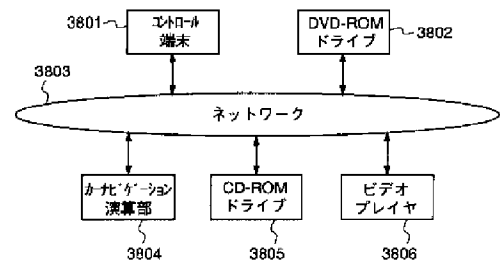 3801
コントロール
端末
DVD-ROM
ドライブ
3802
3803
ネットワーク
カーナビゲーション
演算部
CD-ROM
ドライブ
ビデオ
プレイヤ
3804
3805
3806